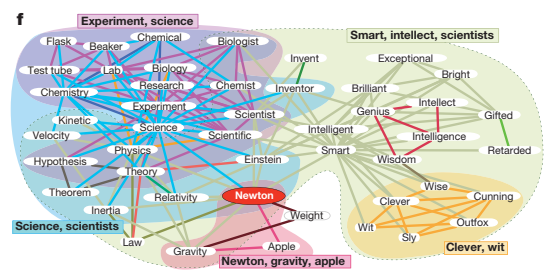 f
Experiment, science
Smart, intellect, scientists
Flask
Beaker
Chemical
Biologist
Invent
Exceptional
Bright
Test tube
Lab
Biology
Chemistry
Research
Chemist
Inventor
Brilliant
Experiment
Genius
Intellect
Kinetic
Scientist
Gifted
Velocity
Science
Scientific
Intelligent
Intelligence
Physics
Smart
Retarded
Hypothesis
Theory
Einstein
Wisdom
Theorem
Relativity
Newton
Wise
Clever
Cunning
Inertia
Weight
Science, scientists
Wit
Outfox
Law
Gravity
Apple
Sly
Newton, gravity, apple
Clever, wit